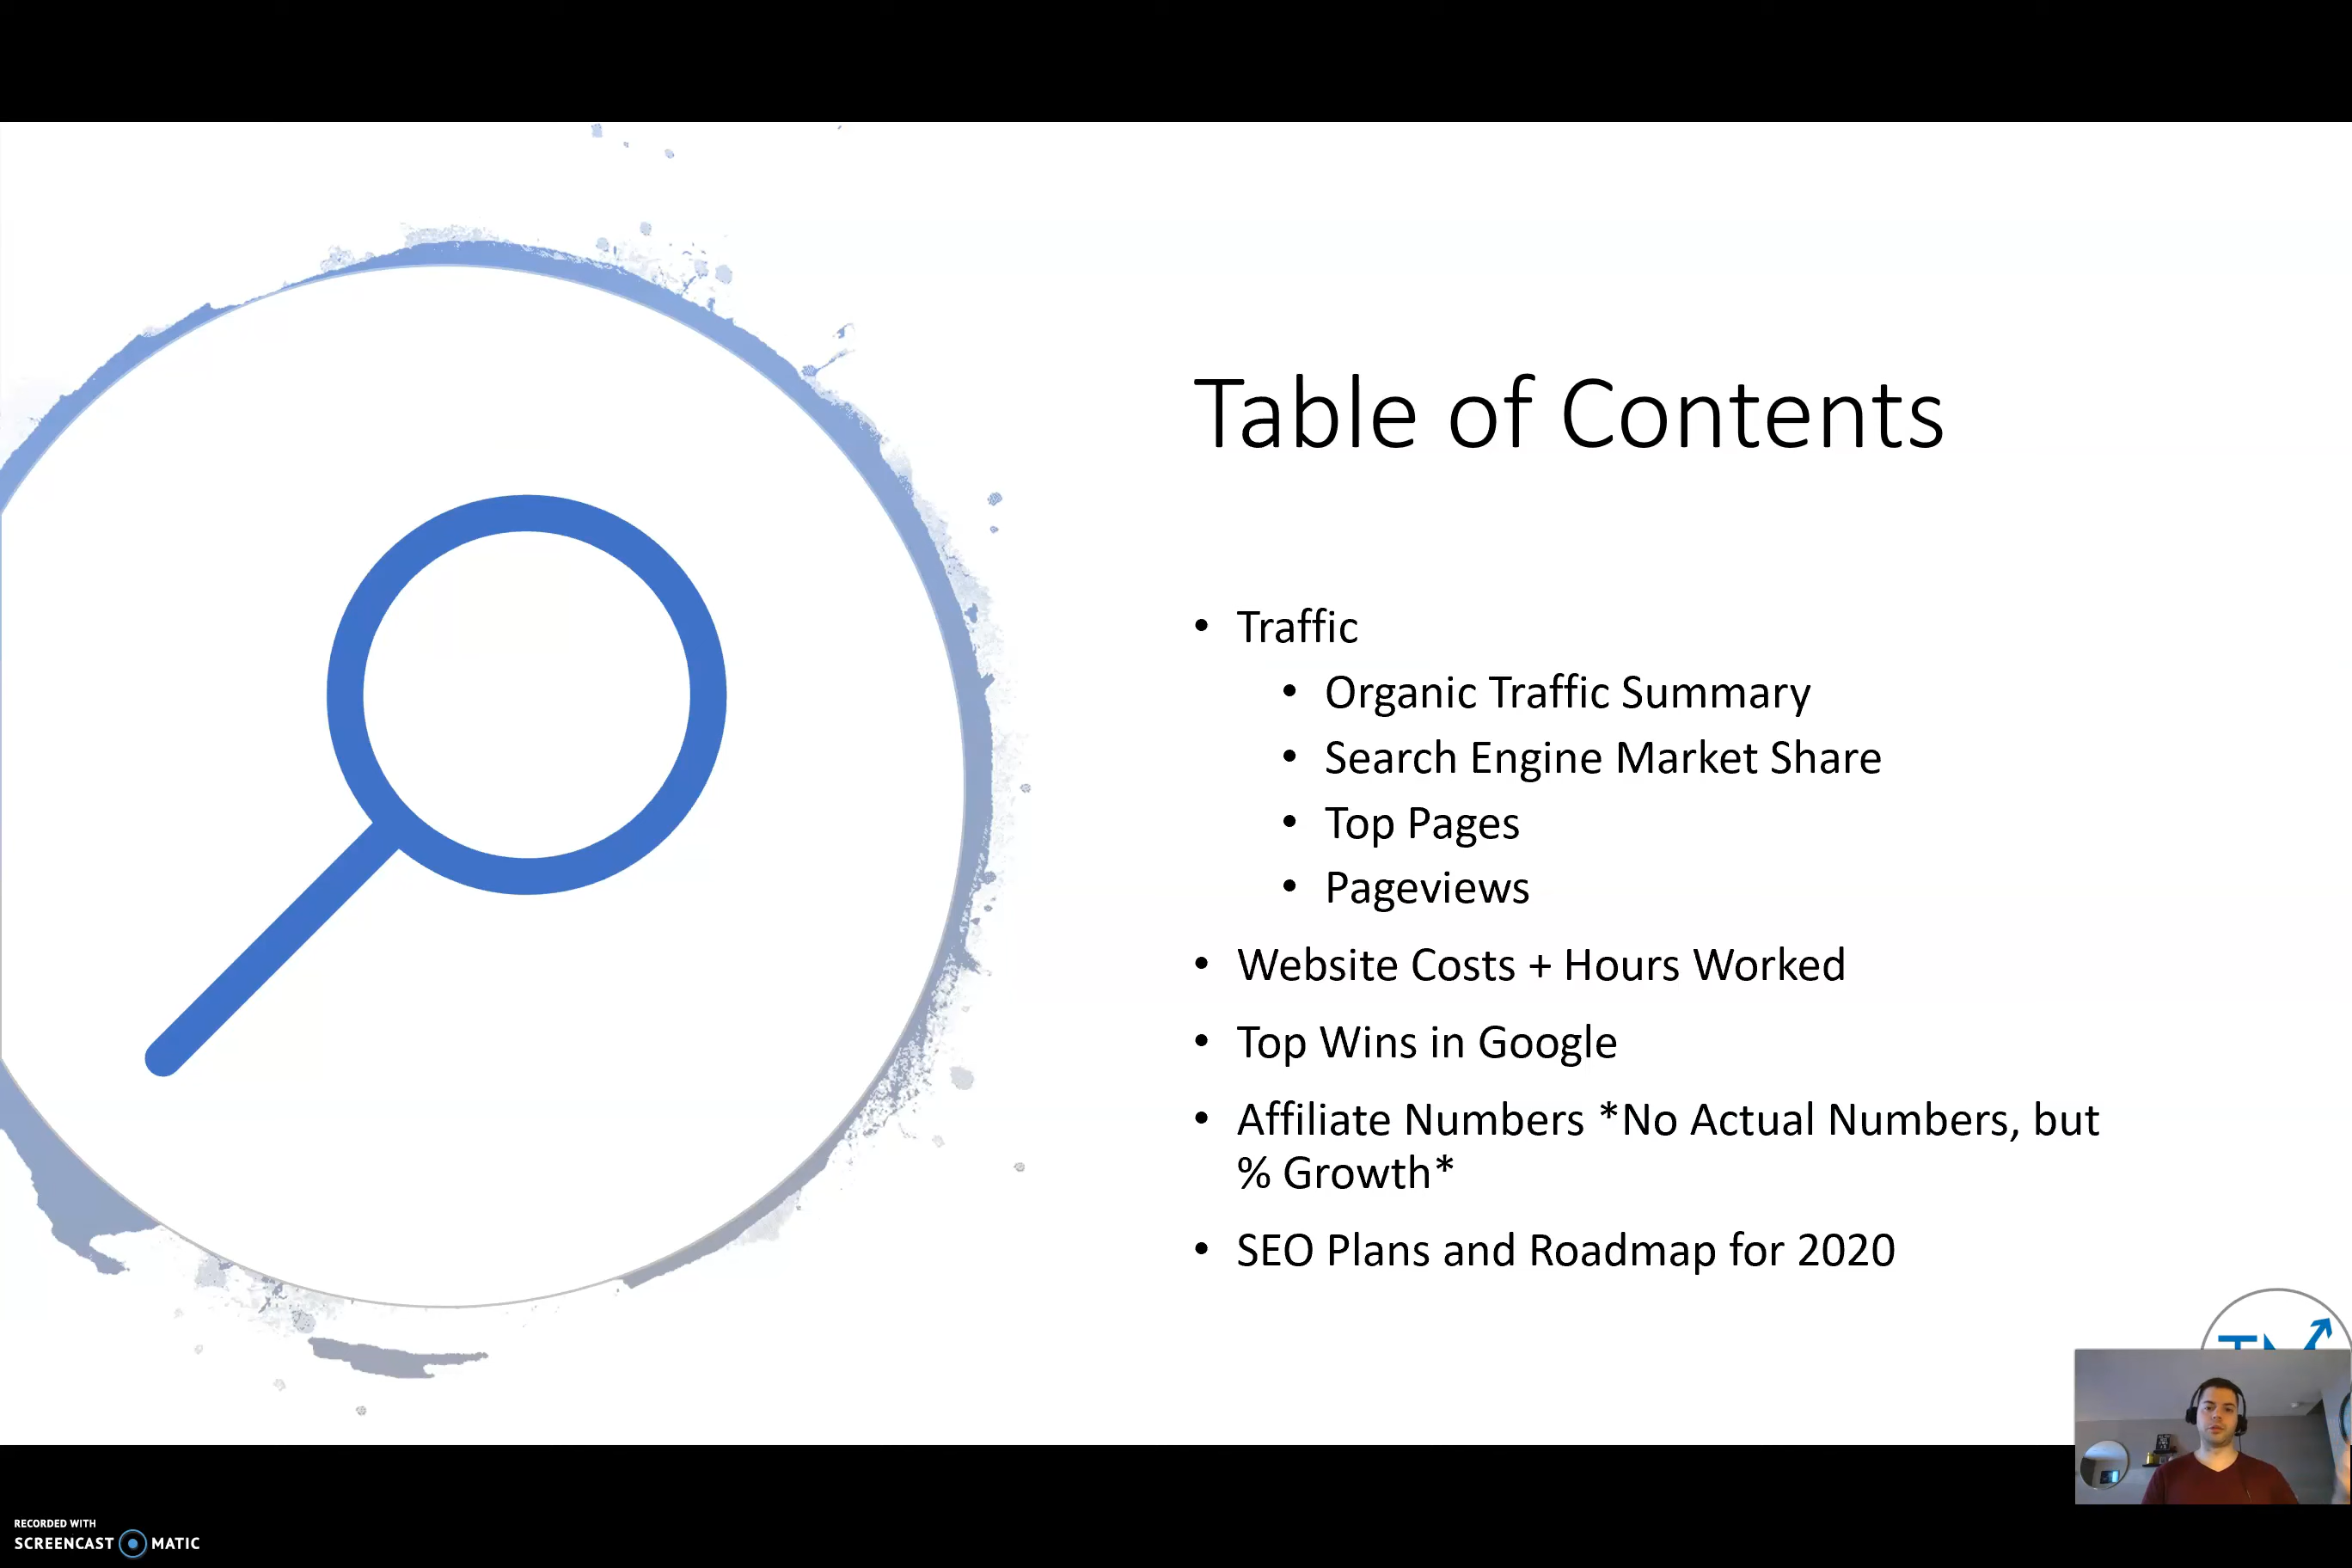 Table of Contents
• Traffic
• Organic Traffic Summary
• Search Engine Market Share
• Top Pages
• Pageviews
• Website Costs + Hours Worked
• Top Wins in Google
• Affiliate Numbers *No Actual Numbers, but
% Growth*
• SEO Plans and Roadmap for 2020
RECORDED WITH
SCREENCAST MATIC